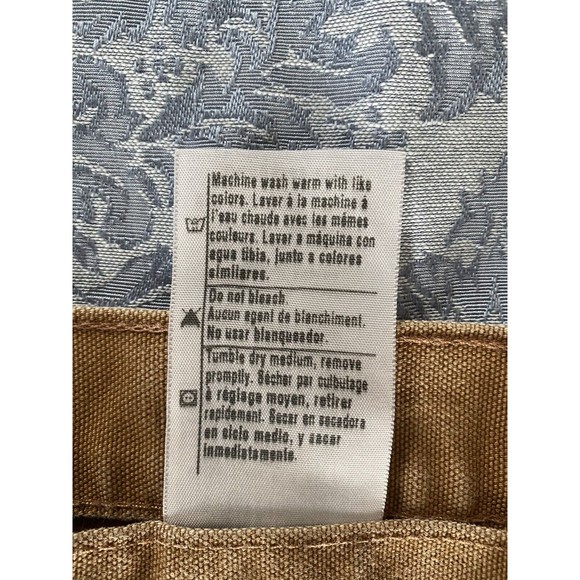 Machine wash warm with like
colors. Laver à la machine à
l'eau chaude avec les mêmes
couleurs. Lavar a máquina con
agua tibia, junto a colores
similares.
Do not bleach.
Aucun agent de blanchiment.
No usar blanqueador.
Tumble dry medium, remove
promptly. Sécher par culbutage
à réglage moyen, retirer
rapidement. Secar en secadora
en ciclo medio, y sacar
inmediatamente.